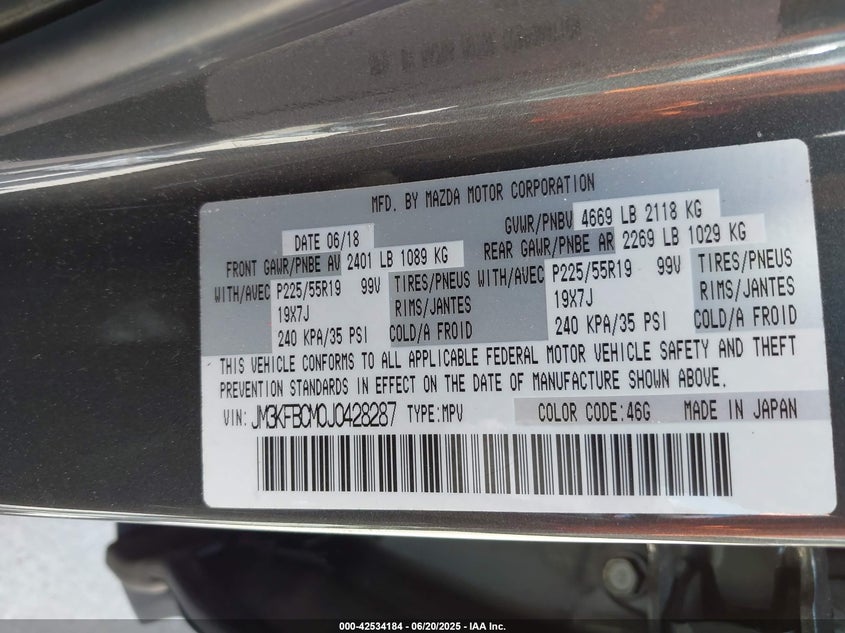 MFD. BY MAZDA MOTOR CORPORATION
DATE 06/18 GVWR/PNBV 4669 LB 2118 KG
FRONT GAWR/PNBE AV 2401 LB 1089 KG REAR GAWR/PNBE AR 2269 LB 1029 KG
WITH/AVEC P225/55R19 99V TIRES/PNEUS WITH/AVEC P225/55R19 99V TIRES/PNEUS
19X7J RIMS/JANTES 19X7J RIMS/JANTES
240 KPA/35 PSI COLD/A FROID 240 KPA/35 PSI COLD/A FROID
THIS VEHICLE CONFORMS TO ALL APPLICABLE FEDERAL MOTOR VEHICLE SAFETY AND THEFT
PREVENTION STANDARDS IN EFFECT ON THE DATE OF MANUFACTURE SHOWN ABOVE.
VIN: JM3KFBCM0J0428287 TYPE:MPV COLOR CODE:46G MADE IN JAPAN
000-42534184 - 06/20/2025 - IAA Inc.